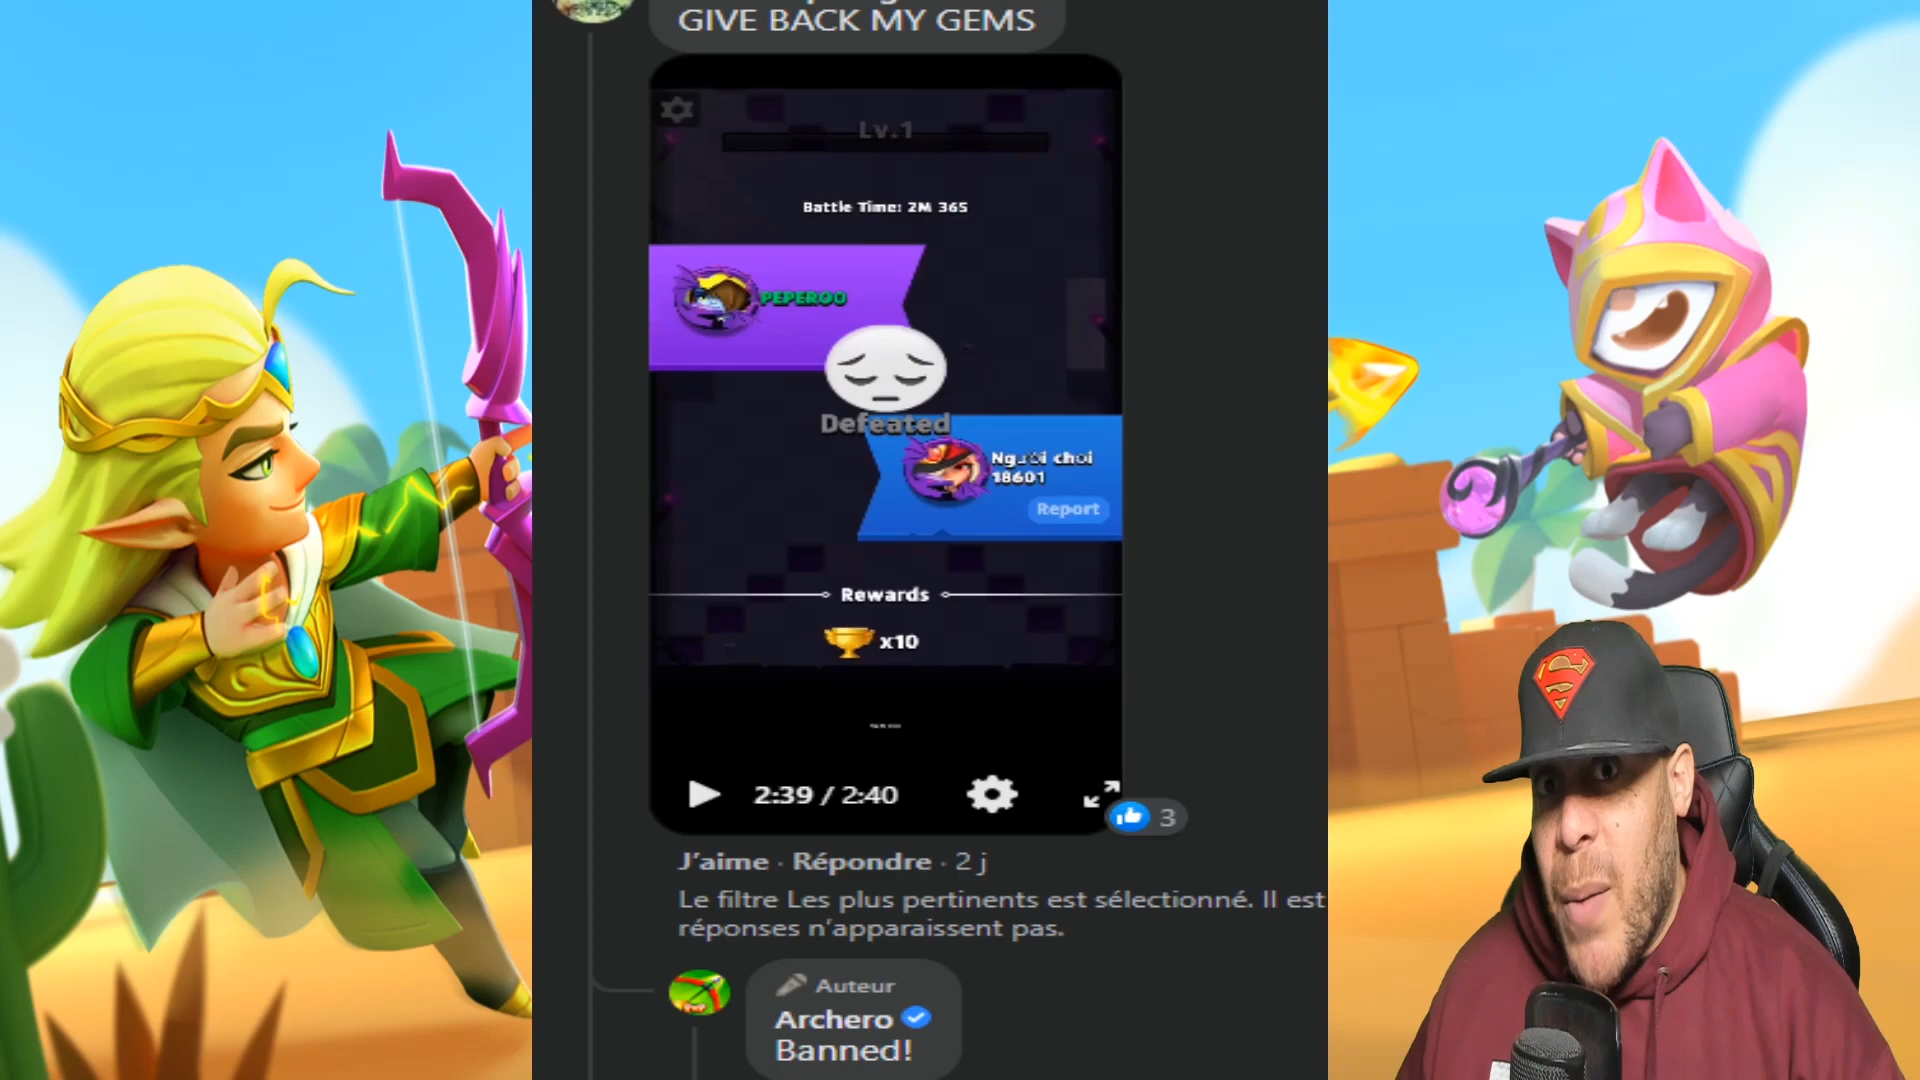 GIVE BACK MY GEMS
Lv.1
Battle Time: 2M 36S
PEPEROO
Defeated
Người chơi
18601
Report
Rewards
x10
2:39 / 2:40
3
J'aime · Répondre · 2 j
Le filtre Les plus pertinents est sélectionné. Il est
réponses n'apparaissent pas.
Auteur
Archero
Banned!